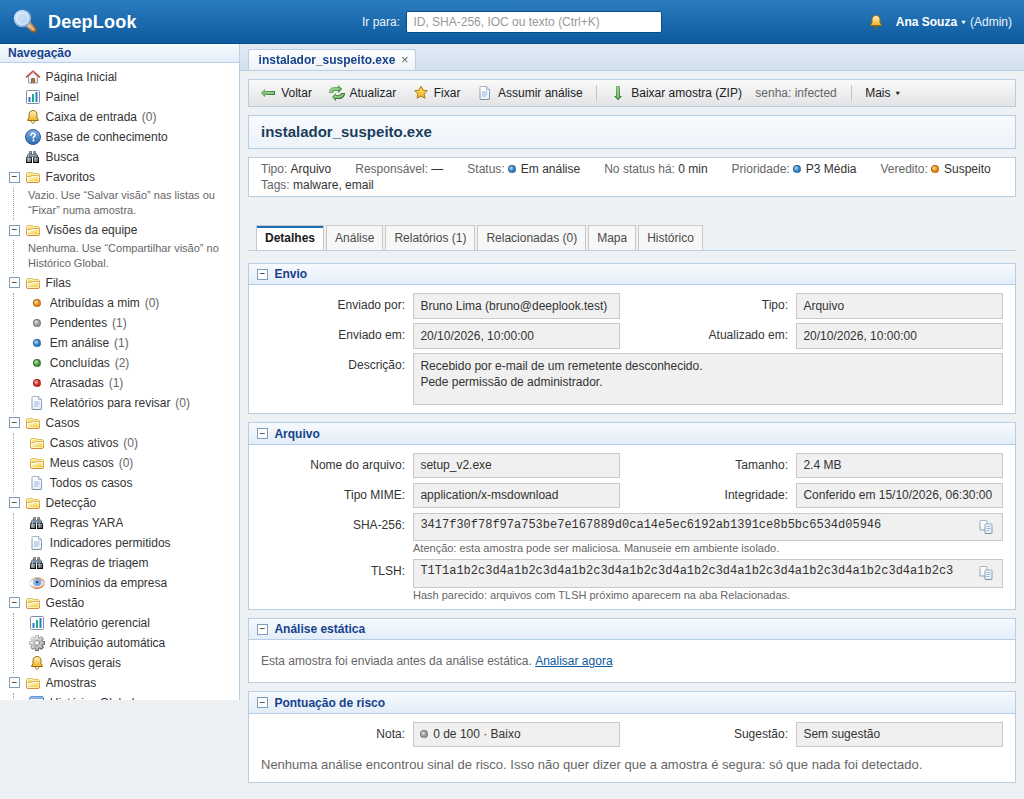 DeepLook
Ir para: ID, SHA-256, IOC ou texto (Ctrl+K)
Ana Souza (Admin)
Navegação
Página Inicial
Painel
Caixa de entrada (0)
Base de conhecimento
Busca
Favoritos
Vazio. Use “Salvar visão” nas listas ou
“Fixar” numa amostra.
Visões da equipe
Nenhuma. Use “Compartilhar visão” no
Histórico Global.
Filas
Atribuídas a mim (0)
Pendentes (1)
Em análise (1)
Concluídas (2)
Atrasadas (1)
Relatórios para revisar (0)
Casos
Casos ativos (0)
Meus casos (0)
Todos os casos
Detecção
Regras YARA
Indicadores permitidos
Regras de triagem
Domínios da empresa
Gestão
Relatório gerencial
Atribuição automática
Avisos gerais
Amostras
instalador_suspeito.exe ×
Voltar Atualizar Fixar Assumir análise Baixar amostra (ZIP) senha: infected Mais
instalador_suspeito.exe
Tipo: Arquivo Responsável: — Status: Em análise No status há: 0 min Prioridade: P3 Média Veredito: Suspeito
Tags: malware, email
Detalhes Análise Relatórios (1) Relacionadas (0) Mapa Histórico
Envio
Enviado por: Bruno Lima (bruno@deeplook.test) Tipo: Arquivo
Enviado em: 20/10/2026, 10:00:00 Atualizado em: 20/10/2026, 10:00:00
Descrição: Recebido por e-mail de um remetente desconhecido.
Pede permissão de administrador.
Arquivo
Nome do arquivo: setup_v2.exe Tamanho: 2.4 MB
Tipo MIME: application/x-msdownload Integridade: Conferido em 15/10/2026, 06:30:00
SHA-256: 3417f30f78f97a753be7e167889d0ca14e5ec6192ab1391ce8b5bc6534d05946
Atenção: esta amostra pode ser maliciosa. Manuseie em ambiente isolado.
TLSH: T1T1a1b2c3d4a1b2c3d4a1b2c3d4a1b2c3d4a1b2c3d4a1b2c3d4a1b2c3d4a1b2c3d4a1b2c3
Hash parecido: arquivos com TLSH próximo aparecem na aba Relacionadas.
Análise estática
Esta amostra foi enviada antes da análise estática. Analisar agora
Pontuação de risco
Nota: 0 de 100 · Baixo Sugestão: Sem sugestão
Nenhuma análise encontrou sinal de risco. Isso não quer dizer que a amostra é segura: só que nada foi detectado.